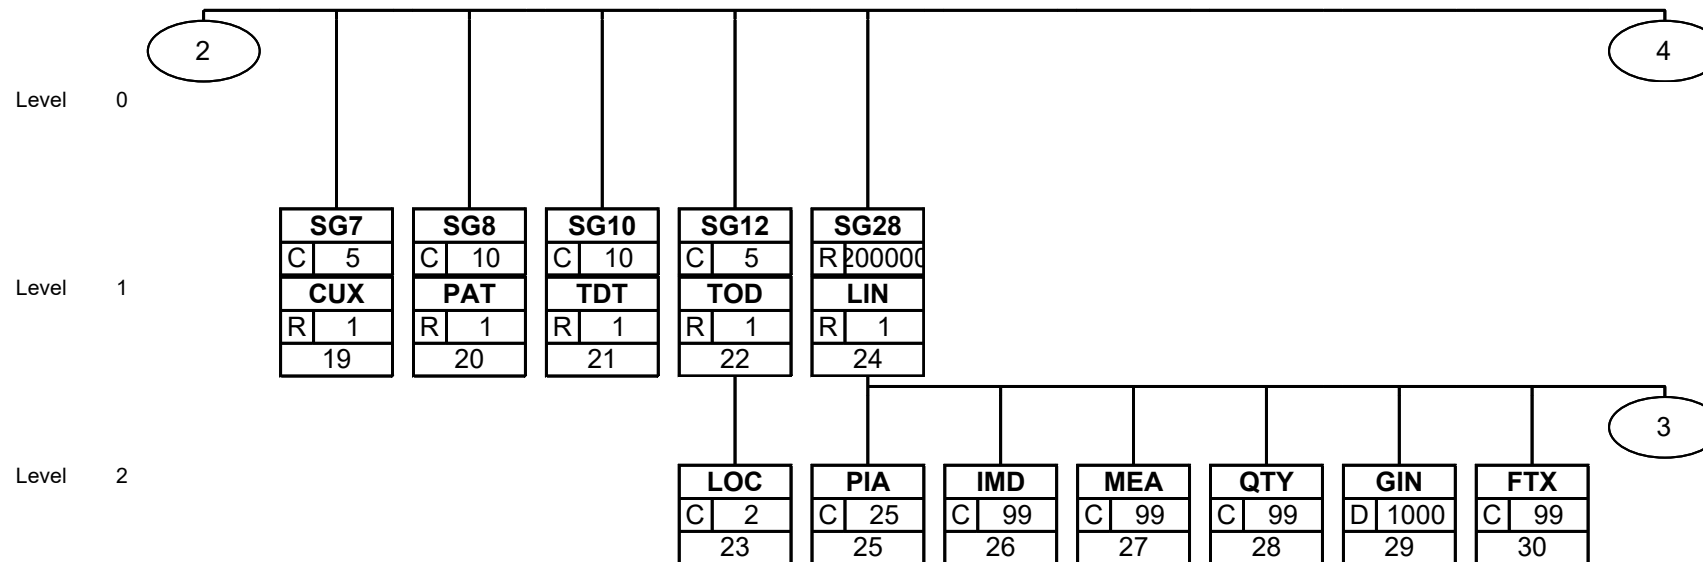 2 4
Level 0
SG7 SG8 SG10 SG12 SG28
C 5 C 10 C 10 C 5 R 200000
Level 1
CUX PAT TDT TOD LIN
R 1 R 1 R 1 R 1 R 1
19 20 21 22 24
3
Level 2
LOC PIA IMD MEA QTY GIN FTX
C 2 C 25 C 99 C 99 C 99 D 1000 C 99
23 25 26 27 28 29 30